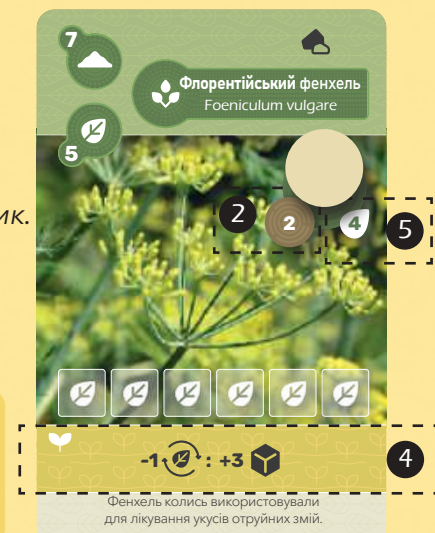 7
Флорентійський фенхель
Foeniculum vulgare
5
ик.
2
2
4
5
-1 : +3
4
Фенхель колись використовували
для лікування укусів отруйних змій.